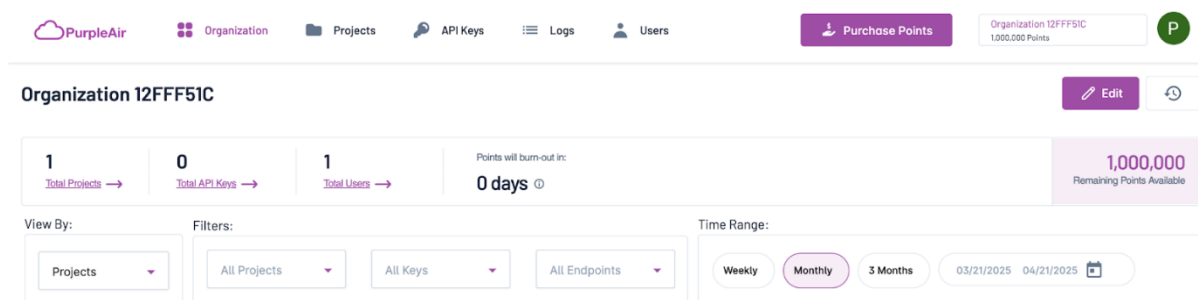 PurpleAir Organization Projects API Keys Logs Users Purchase Points Organization 12FFF51C P
1,000,000 Points
Organization 12FFF51C Edit
1 0 1 Points will burn-out in: 1,000,000
Total Projects Total API Keys Total Users 0 days Remaining Points Available
View By: Filters: Time Range:
Projects All Projects All Keys All Endpoints Weekly Monthly 3 Months 03/21/2025 04/21/2025